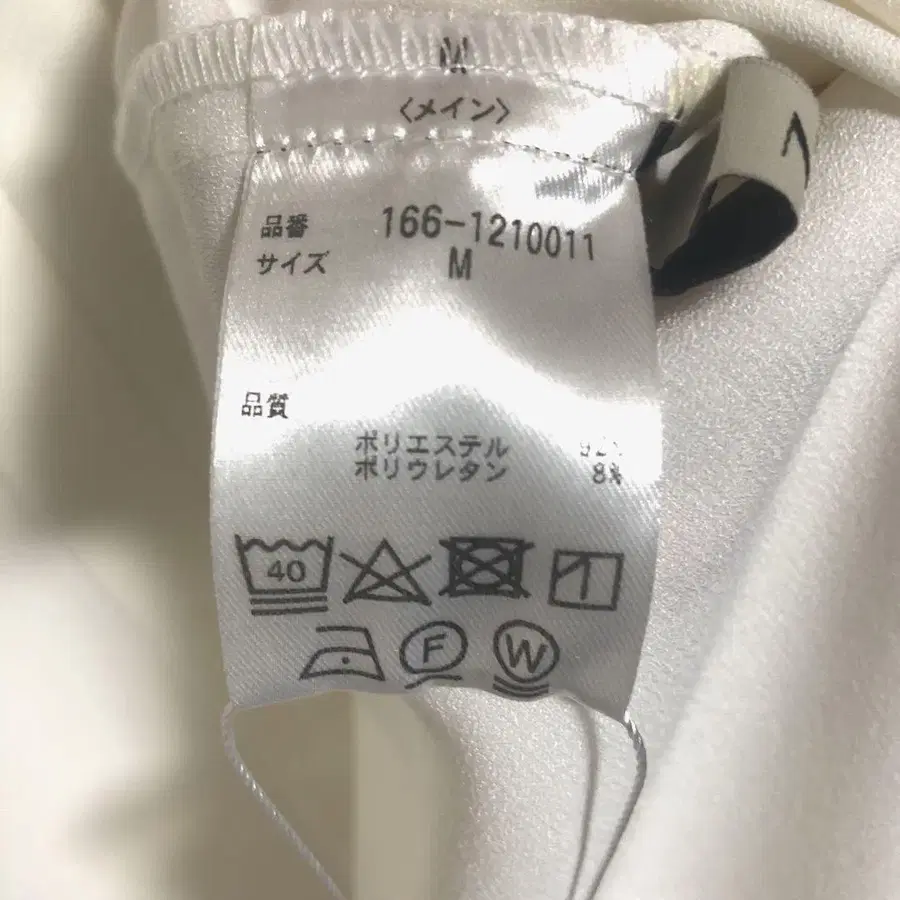 M
〈メイン〉
品番 166-1210011
サイズ M
品質
ポリエステル
ポリウレタン 8%
40
F
W